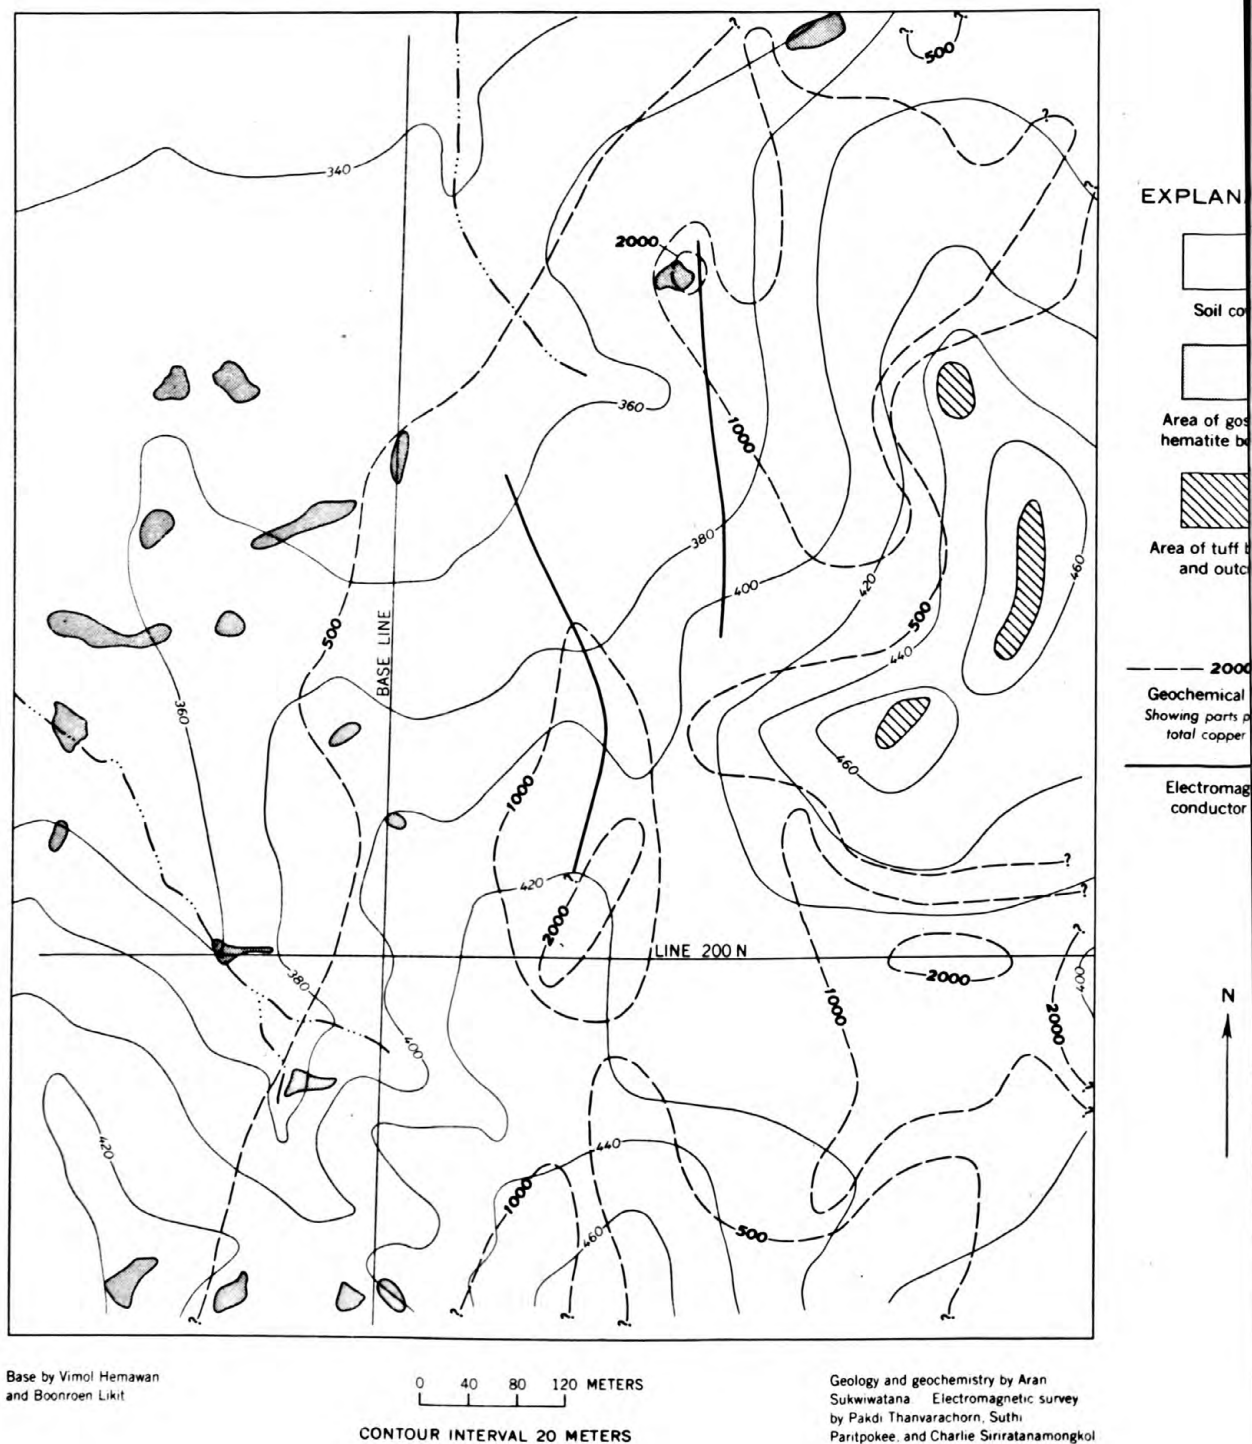 ?
?
500
?
?
340
EXPLAN
2000
Soil co
360
1000
Area of gos
hematite b
380
400
420
460
Area of tuff b
and outc
500
500
BASE LINE
440
360
2000
Geochemical
Showing parts p
total copper
460
1000
Electromag
conductor
?
420
?
?
2000
?
LINE 200 N
2000
380
400
1000
2000
N
400
?
?
420
440
1000
500
460
?
?
?
?
?
Base by Vimol Hemawan
and Boonroen Likit
0 40 80 120 METERS
CONTOUR INTERVAL 20 METERS
Geology and geochemistry by Aran
Sukwiwatana. Electromagnetic survey
by Pakdi Thanvarachorn, Suthi
Paritpokee, and Charlie Siriratanamongkol